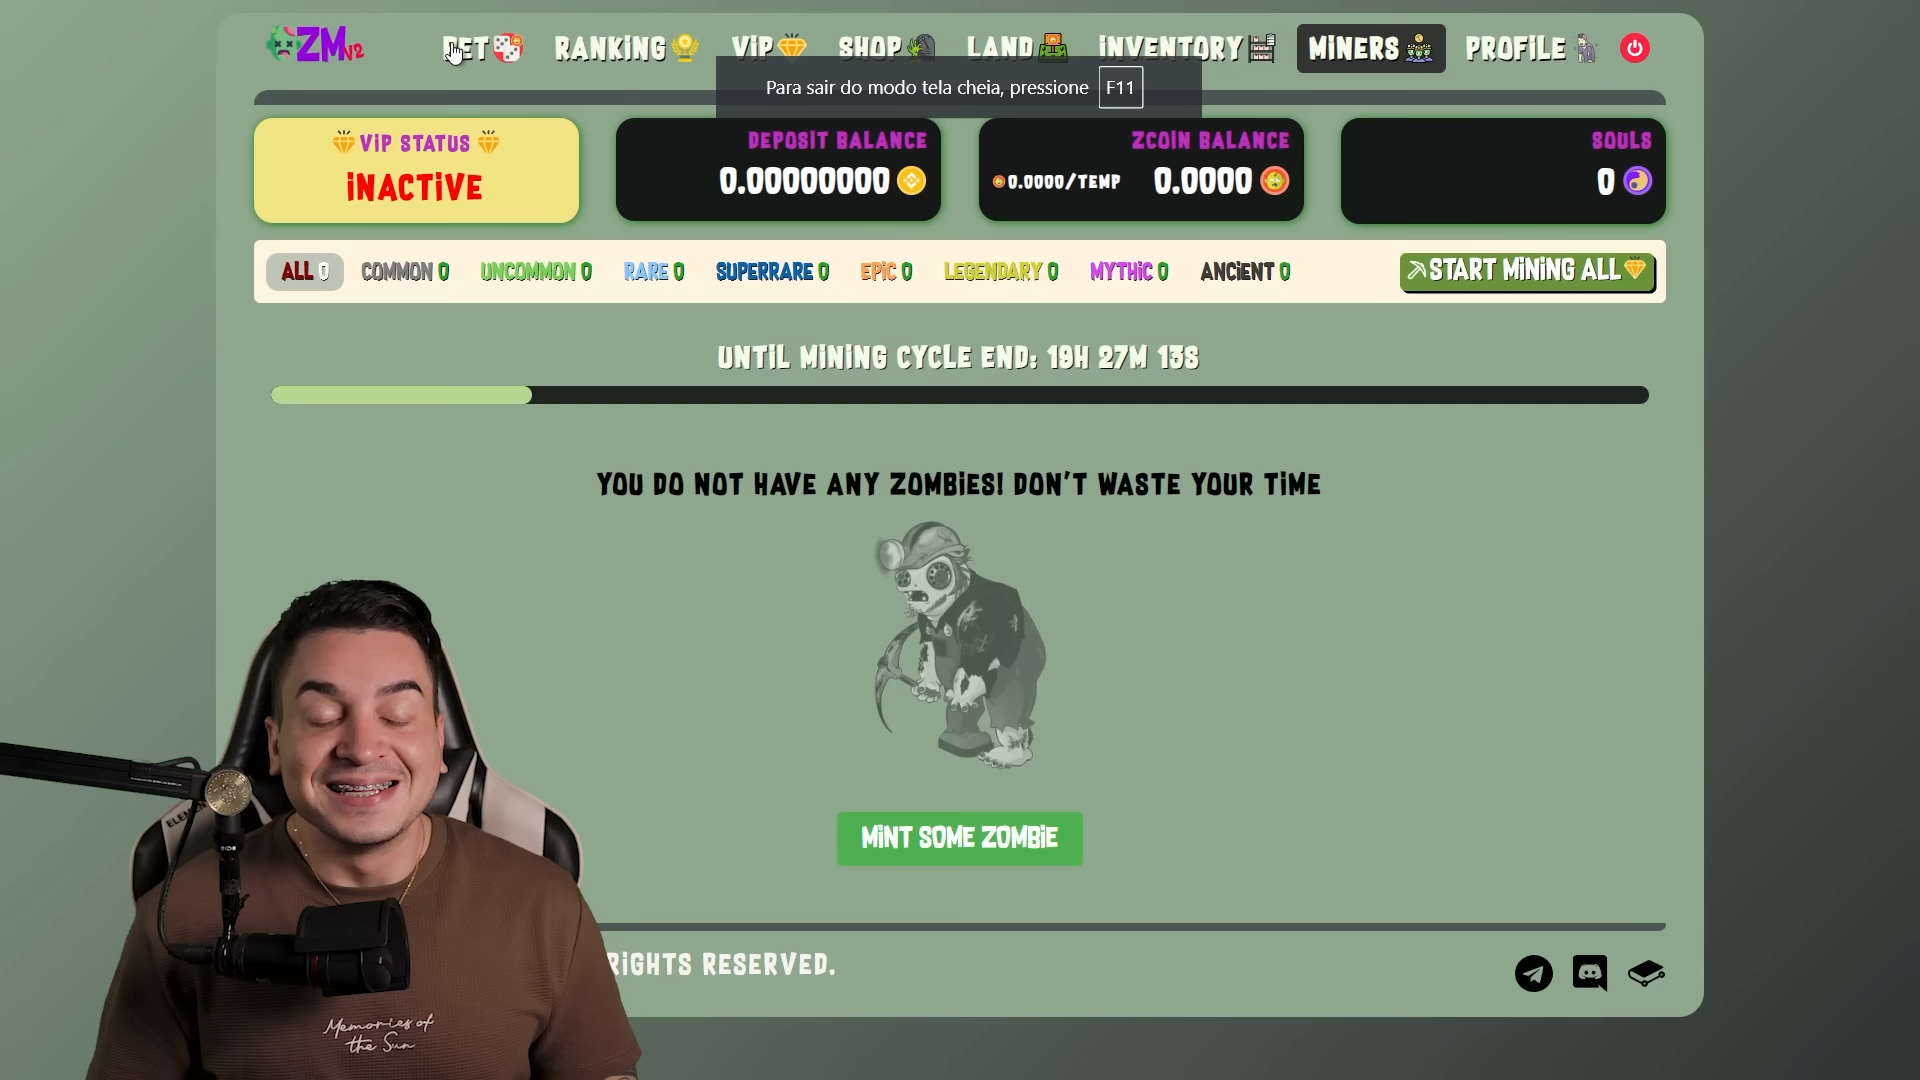 ZM V2
BET
RANKING
VIP
SHOP
LAND
INVENTORY
MINERS
PROFILE
Para sair do modo tela cheia, pressione F11
VIP STATUS
INACTIVE
DEPOSIT BALANCE
0.00000000
ZCOIN BALANCE
0.0000/TEMP 0.0000
SOULS
0
ALL 0 COMMON 0 UNCOMMON 0 RARE 0 SUPERRARE 0 EPIC 0 LEGENDARY 0 MYTHIC 0 ANCIENT 0
START MINING ALL
UNTIL MINING CYCLE END: 19H 27M 13S
YOU DO NOT HAVE ANY ZOMBIES! DON'T WASTE YOUR TIME
MINT SOME ZOMBIE
RIGHTS RESERVED.
Memories of
the Sun